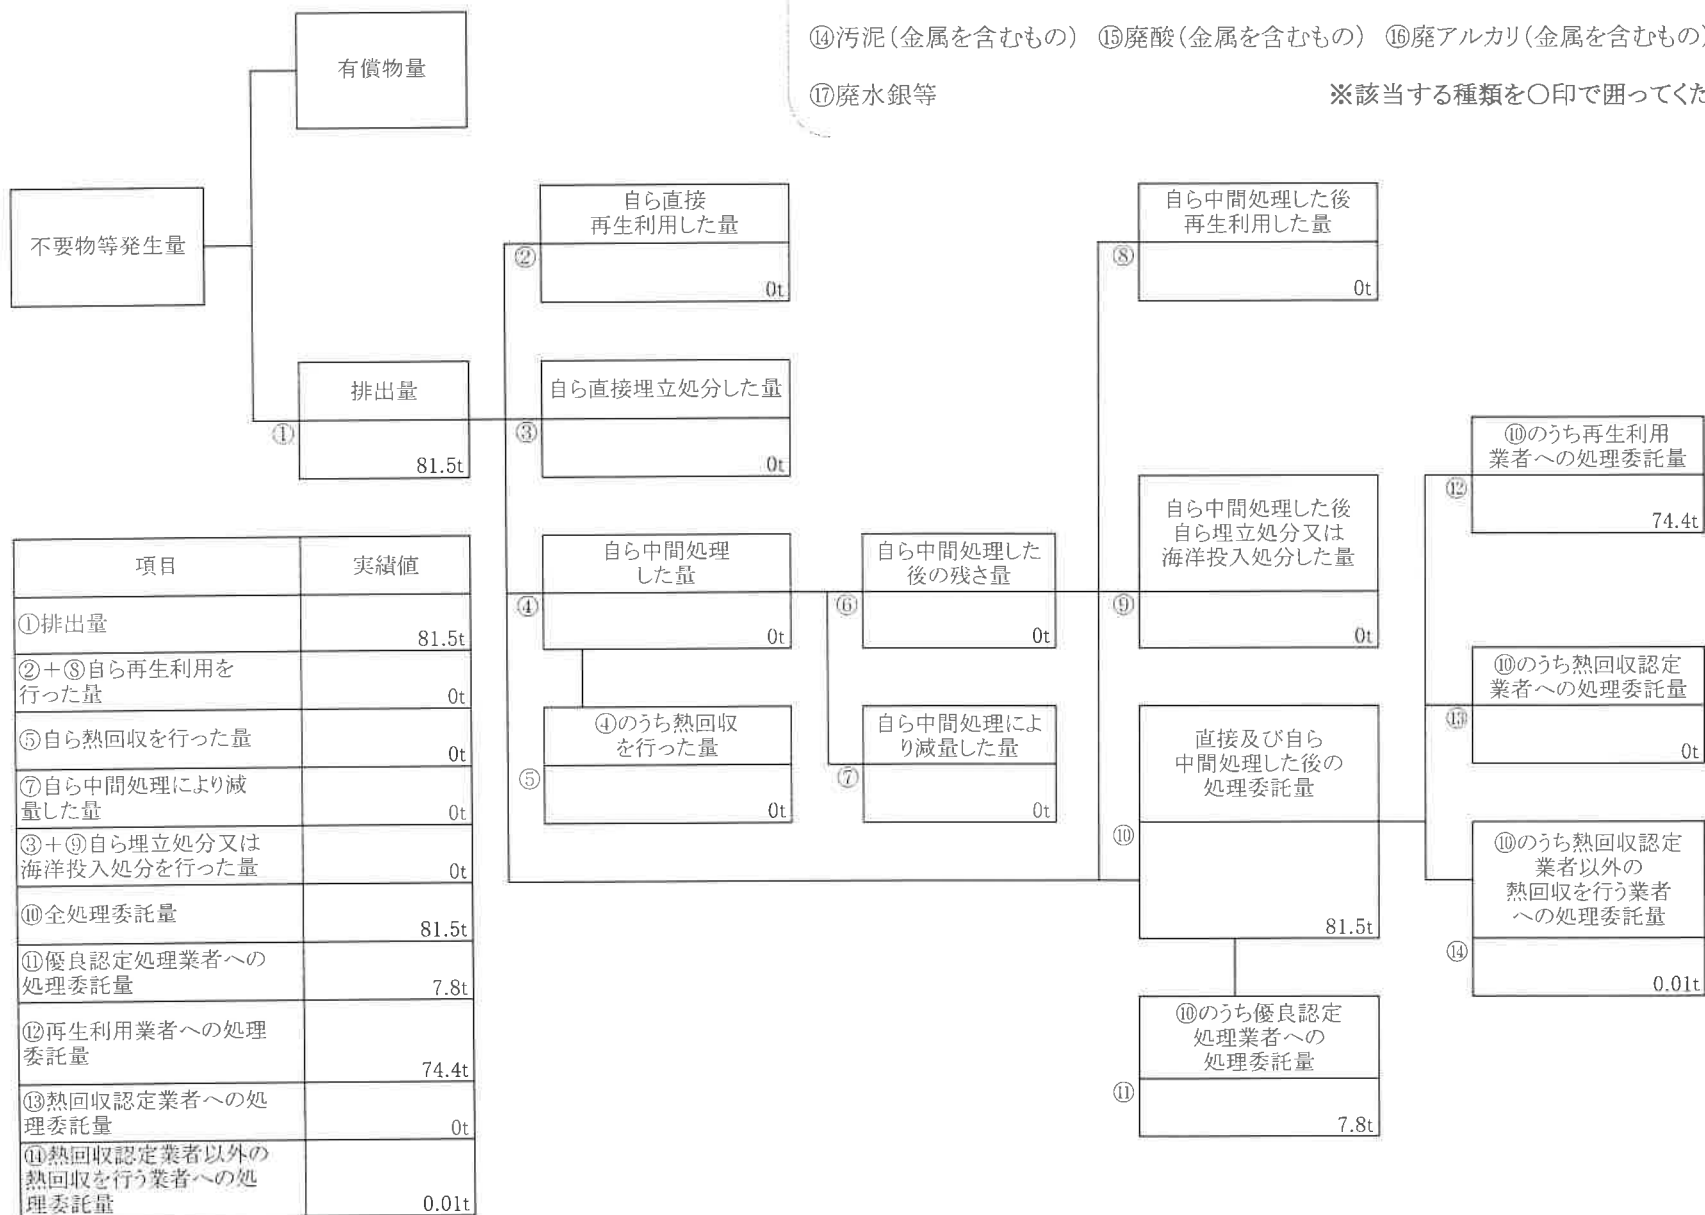 ⑭汚泥(金属を含むもの) ⑮廃酸(金属を含むもの) ⑯廃アルカリ(金属を含むもの)
⑰廃水銀等 ※該当する種類を○印で囲ってくだ
有償物量
不要物等発生量
排出量
①
81.5t
自ら直接
再生利用した量
②
0t
自ら直接埋立処分した量
③
0t
自ら中間処理
した量
④
0t
④のうち熱回収
を行った量
⑤
0t
自ら中間処理した
後の残さ量
⑥
0t
自ら中間処理によ
り減量した量
⑦
0t
自ら中間処理した後
再生利用した量
⑧
0t
自ら中間処理した後
自ら埋立処分又は
海洋投入処分した量
⑨
0t
直接及び自ら
中間処理した後の
処理委託量
⑩
81.5t
⑩のうち優良認定
処理業者への
処理委託量
⑪
7.8t
⑩のうち再生利用
業者への処理委託量
⑫
74.4t
⑩のうち熱回収認定
業者への処理委託量
⑬
0t
⑩のうち熱回収認定
業者以外の
熱回収を行う業者
への処理委託量
⑭
0.01t
項目 実績値
①排出量
81.5t
②+⑧自ら再生利用を
行った量
0t
⑤自ら熱回収を行った量
0t
⑦自ら中間処理により減
量した量
0t
③+⑨自ら埋立処分又は
海洋投入処分を行った量
0t
⑩全処理委託量
81.5t
⑪優良認定処理業者への
処理委託量
7.8t
⑫再生利用業者への処理
委託量
74.4t
⑬熱回収認定業者への処
理委託量
0t
⑭熱回収認定業者以外の
熱回収を行う業者への処
理委託量
0.01t